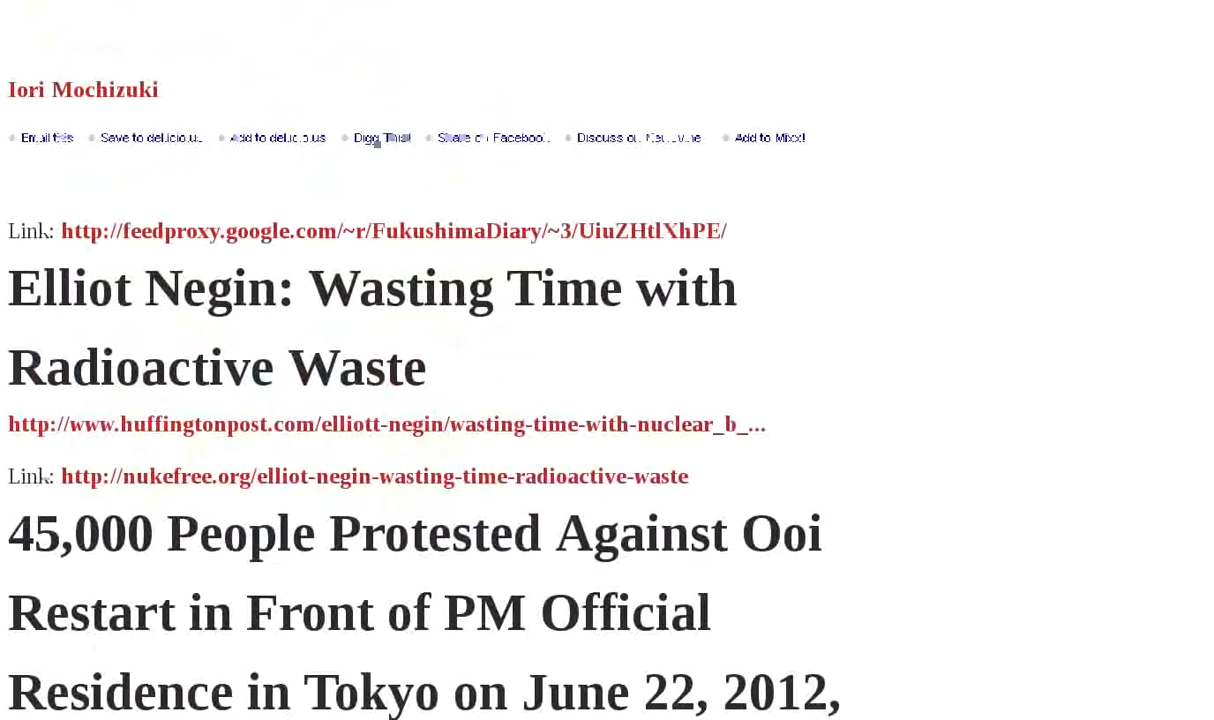 Iori Mochizuki
Email this Save to del.icio.us Add to del.icio.us Digg This! Share on Facebook Discuss on Newsvine Add to Mixx!
Link: http://feedproxy.google.com/~r/FukushimaDiary/~3/UiuZHtlXhPE/
Elliot Negin: Wasting Time with
Radioactive Waste
http://www.huffingtonpost.com/elliott-negin/wasting-time-with-nuclear_b_...
Link: http://nukefree.org/elliot-negin-wasting-time-radioactive-waste
45,000 People Protested Against Ooi
Restart in Front of PM Official
Residence in Tokyo on June 22, 2012,